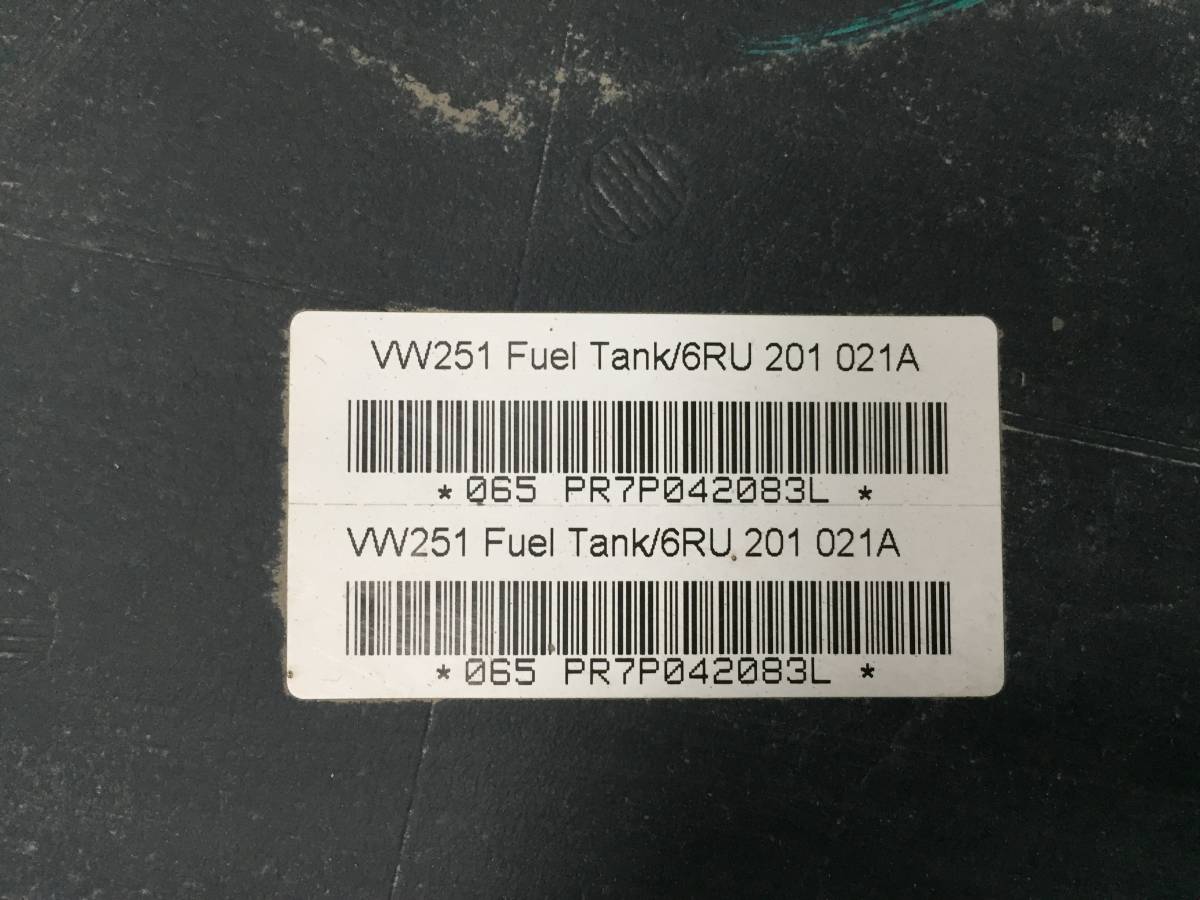 VW251 Fuel Tank/6RU 201 021A
* 065 PR7P042083L *
VW251 Fuel Tank/6RU 201 021A
* 065 PR7P042083L *